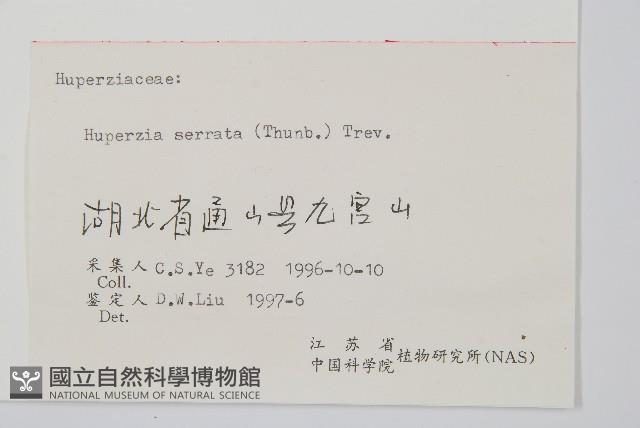 Huperziaceae:
Huperzia serrata (Thunb.) Trev.
湖北省通山县九宫山
采集人 C.S.Ye 3182 1996-10-10
Coll.
鉴定人 D.W.Liu 1997-6
Det.
江苏省
中国科学院 植物研究所(NAS)
國立自然科學博物館
NATIONAL MUSEUM OF NATURAL SCIENCE